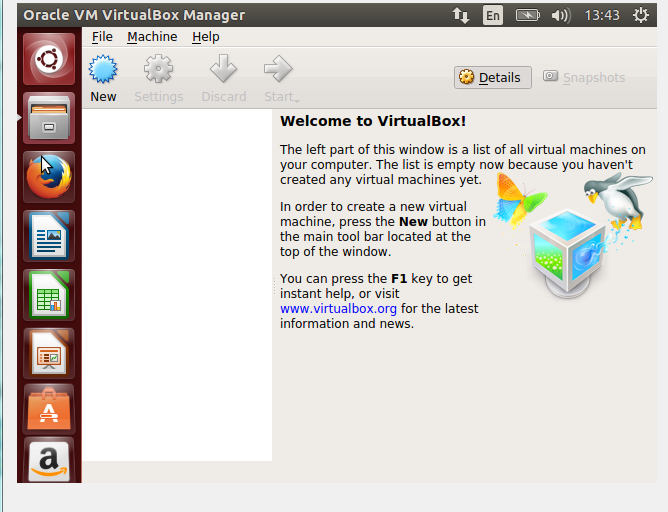 Oracle VM VirtualBox Manager
En
13:43
File Machine Help
New Settings Discard Start
Details Snapshots
Welcome to VirtualBox!
The left part of this window is a list of all virtual machines on
your computer. The list is empty now because you haven't
created any virtual machines yet.
In order to create a new virtual
machine, press the New button in
the main tool bar located at the
top of the window.
You can press the F1 key to get
instant help, or visit
www.virtualbox.org for the latest
information and news.
a